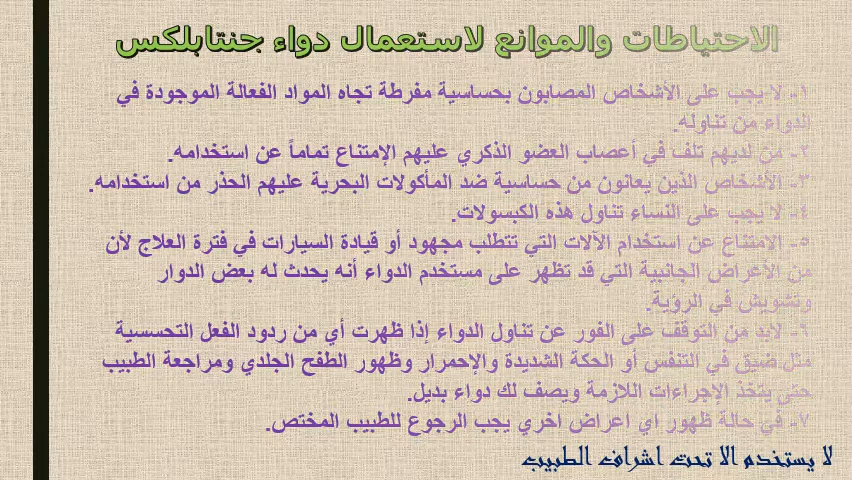 الاحتياطات والموانع لاستعمال دواء جنتابلكس
١- لا يجب على الأشخاص المصابون بحساسية مفرطة تجاه المواد الفعالة الموجودة في
الدواء من تناوله.
٢- من لديهم تلف في أعصاب العضو الذكري عليهم الإمتناع تماماً عن استخدامه.
٣- الأشخاص الذين يعانون من حساسية ضد المأكولات البحرية عليهم الحذر من استخدامه.
٤- لا يجب على النساء تناول هذه الكبسولات.
٥- الامتناع عن استخدام الآلات التي تتطلب مجهود أو قيادة السيارات في فترة العلاج لأن
من الأعراض الجانبية التي قد تظهر على مستخدم الدواء أنه يحدث له بعض الدوار
وتشويش في الرؤية.
٦- لابد من التوقف على الفور عن تناول الدواء إذا ظهرت أي من ردود الفعل التحسسية
مثل ضيق في التنفس أو الحكة الشديدة والإحمرار وظهور الطفح الجلدي ومراجعة الطبيب
حتى يتخذ الإجراءات اللازمة ويصف لك دواء بديل.
٧- في حالة ظهور اي اعراض اخري يجب الرجوع للطبيب المختص.
لا يستخدم الا تحت اشراف الطبيب